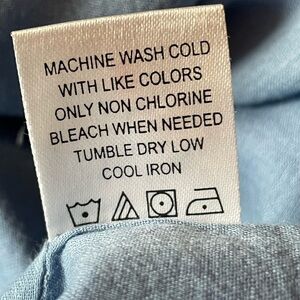 MACHINE WASH COLD
WITH LIKE COLORS
ONLY NON CHLORINE
BLEACH WHEN NEEDED
TUMBLE DRY LOW
COOL IRON